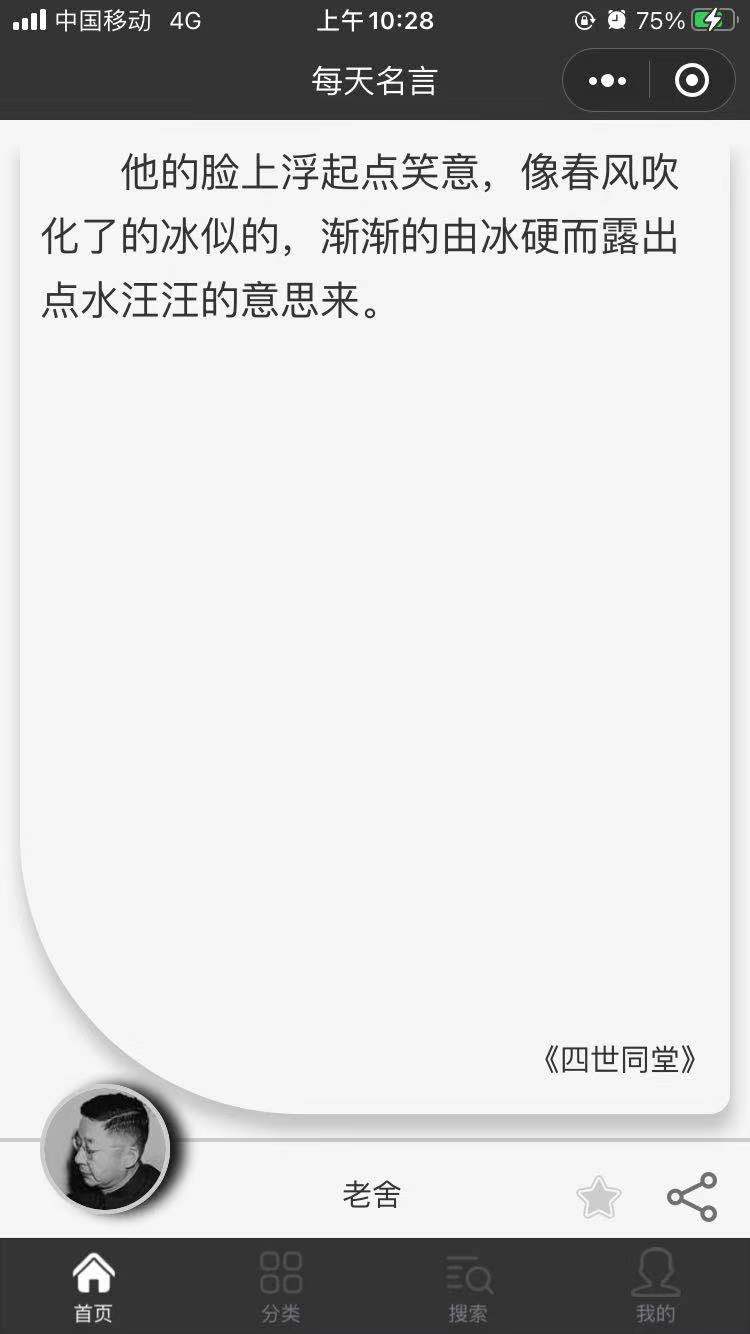 中国移动 4G 上午10:28 75%
每天名言
他的脸上浮起点笑意，像春风吹
化了的冰似的，渐渐的由冰硬而露出
点水汪汪的意思来。
《四世同堂》
老舍
首页 分类 搜索 我的